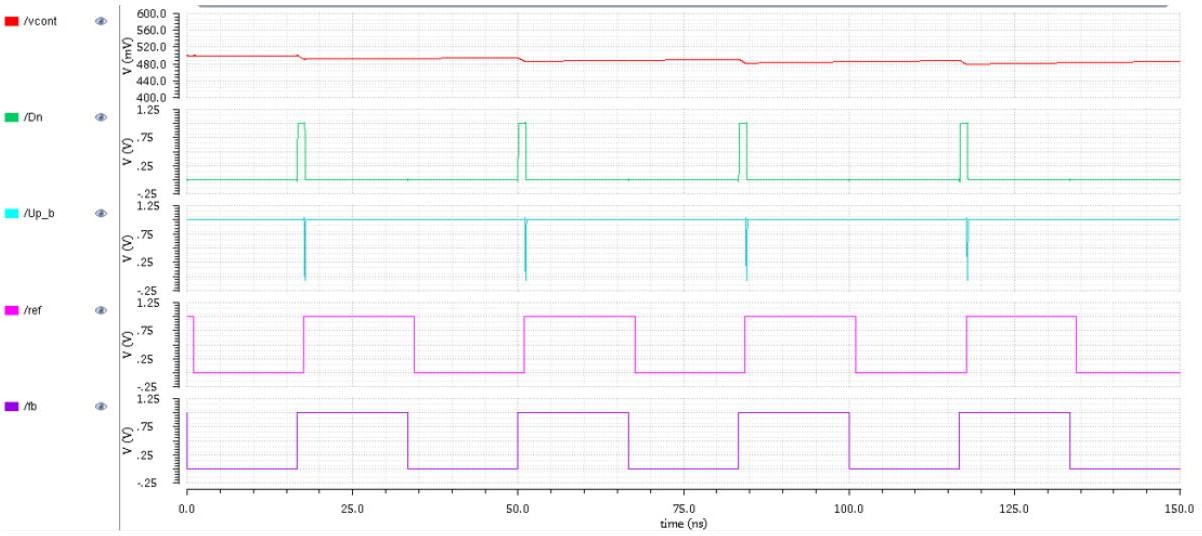 /vcont
V (mV)
600.0
560.0
520.0
480.0
440.0
400.0
/Dn
V (V)
1.25
.75
.25
-.25
/Up_b
V (V)
1.25
.75
.25
-.25
/ref
V (V)
1.25
.75
.25
-.25
/fb
V (V)
1.25
.75
.25
-.25
0.0 25.0 50.0 75.0 100.0 125.0 150.0
time (ns)